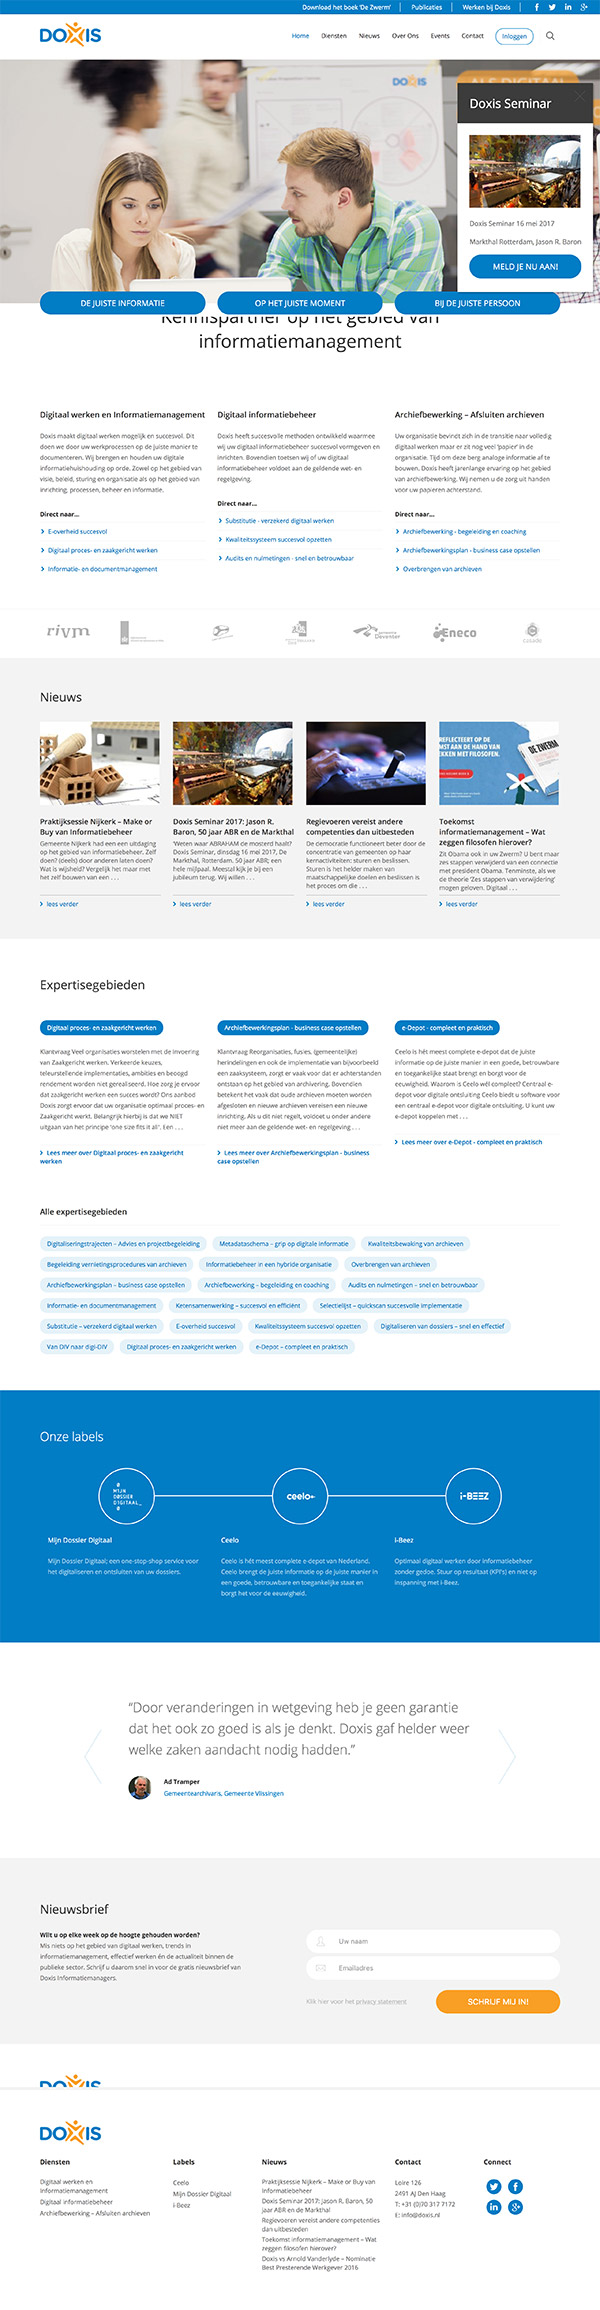 Download het boek 'De Zwerm'
Publicaties
Werken bij Doxis
DOXIS
Home
Diensten
Nieuws
Over Ons
Events
Contact
Inloggen
DOXIS
ALS DIGITAAL
Doxis Seminar
Doxis Seminar 16 mei 2017
Markthal Rotterdam, Jason R. Baron
MELD JE NU AAN!
DE JUISTE INFORMATIE
OP HET JUISTE MOMENT
BIJ DE JUISTE PERSOON
Kennispartner op het gebied van
informatiemanagement
Digitaal werken en Informatiemanagement
Doxis maakt digitaal werken mogelijk en succesvol. Dit
doen we door uw werkprocessen op de juiste manier te
documenteren. Wij brengen en houden uw digitale
informatiehuishouding op orde. Zowel op het gebied van
visie, beleid, sturing en organisatie als op het gebied van
inrichting, processen, beheer en informatie.
Direct naar...
E-overheid succesvol
Digitaal proces- en zaakgericht werken
Informatie- en documentmanagement
Digitaal informatiebeheer
Doxis heeft succesvolle methoden ontwikkeld waarmee
wij uw digitaal informatiebeheer succesvol vormgeven en
inrichten. Bovendien toetsen wij of uw digitaal
informatiebeheer voldoet aan de geldende wet- en
regelgeving.
Direct naar...
Substitutie - verzekerd digitaal werken
Kwaliteitssysteem succesvol opzetten
Audits en nulmetingen - snel en betrouwbaar
Archiefbewerking – Afsluiten archieven
Uw organisatie bevindt zich in de transitie naar volledig
digitaal werken maar er zit nog veel 'papier' in de
organisatie. Tijd om deze berg analoge informatie af te
bouwen. Doxis heeft jarenlange ervaring op het gebied
van archiefbewerking. Wij nemen u de zorg uit handen
voor uw papieren achterstand.
Direct naar...
Archiefbewerking - begeleiding en coaching
Archiefbewerkingsplan - business case opstellen
Overbrengen van archieven
rivm
gemeente
Deventer
Eneco
casade
Nieuws
REFLECTEERT OP DE
MST AAN DE HAND VAN
KKEN MET FILOSOFEN.
DE ZWERM
Praktijksessie Nijkerk – Make or
Buy van Informatiebeheer
Gemeente Nijkerk had een een uitdaging
op het gebied van informatiebeheer. Zelf
doen? (deels) door anderen laten doen?
Wat is wijsheid? Vergelijk het maar met
het zelf bouwen van een . . .
lees verder
Doxis Seminar 2017: Jason R.
Baron, 50 jaar ABR en de Markthal
'Weten waar ABRAHAM de mosterd haalt?
Doxis Seminar, dinsdag 16 mei 2017, De
Markthal, Rotterdam. 50 jaar ABR; een
hele mijlpaal. Meestal kijk je bij een
jubileum terug. Wij willen . . .
lees verder
Regievoeren vereist andere
competenties dan uitbesteden
De democratie functioneert beter door de
concentratie van gemeenten op haar
kernactiviteiten: sturen en beslissen.
Sturen is het helder maken van
maatschappelijke doelen en beslissen is
het proces om die . . .
lees verder
Toekomst
informatiemanagement – Wat
zeggen filosofen hierover?
Zit Obama ook in uw Zwerm? U bent maar
zes stappen verwijderd van een connectie
met president Obama. Tenminste, als we
de theorie 'Zes stappen van verwijdering'
mogen geloven. Digitaal . . .
lees verder
Expertisegebieden
Digitaal proces- en zaakgericht werken
Klantvraag Veel organisaties worstelen met de invoering
van Zaakgericht werken. Verkeerde keuzes,
teleurstellende implementaties, ambities en beoogd
rendement worden niet gerealiseerd. Hoe zorg je ervoor
dat zaakgericht werken een succes wordt? Ons aanbod
Doxis zorgt ervoor dat uw organisatie optimaal proces- en
Zaakgericht werkt. Belangrijk hierbij is dat we NIET
uitgaan van het principe 'one size fits it all'. Een . . .
Lees meer over Digitaal proces- en zaakgericht
werken
Archiefbewerkingsplan - business case opstellen
Klantvraag Reorganisaties, fusies, (gemeentelijke)
herindelingen en ook de implementatie van bijvoorbeeld
een zaaksysteem, zorgt er vaak voor dat er achterstanden
ontstaan op het gebied van archivering. Bovendien
betekent het vaak dat oude archieven moeten worden
afgesloten en nieuwe archieven vereisen een nieuwe
inrichting. Als u dit niet regelt, voldoet u onder andere
niet meer aan de geldende wet- en regelgeving . . .
Lees meer over Archiefbewerkingsplan - business
case opstellen
e-Depot - compleet en praktisch
Ceelo is hét meest complete e-depot dat de juiste
informatie op de juiste manier in een goede, betrouwbare
en toegankelijke staat brengt en borgt voor de
eeuwigheid. Waarom is Ceelo wél compleet? Centraal e-
depot voor digitale ontsluiting Ceelo biedt u software voor
een centraal e-depot voor digitale ontsluiting. U kunt uw
e-depot koppelen met . . .
Lees meer over e-Depot - compleet en praktisch
Alle expertisegebieden
Digitaliseringstrajecten – Advies en projectbegeleiding
Metadataschema – grip op digitale informatie
Kwaliteitsbewaking van archieven
Begeleiding vernietingsprocedures van archieven
Informatiebeheer in een hybride organisatie
Overbrengen van archieven
Archiefbewerkingsplan – business case opstellen
Archiefbewerking – begeleiding en coaching
Audits en nulmetingen – snel en betrouwbaar
Informatie- en documentmanagement
Ketensamenwerking – succesvol en efficiënt
Selectielijst – quickscan succesvolle implementatie
Substitutie – verzekerd digitaal werken
E-overheid succesvol
Kwaliteitssysteem succesvol opzetten
Digitaliseren van dossiers – snel en effectief
Van DIV naar digi-DIV
Digitaal proces- en zaakgericht werken
e-Depot – compleet en praktisch
Onze labels
MIJN
DOSSIER
DIGITAAL_
ceelo
i-BEEZ
Mijn Dossier Digitaal
Mijn Dossier Digitaal; een one-stop-shop service voor
het digitaliseren en ontsluiten van uw dossiers.
Ceelo
Ceelo is hét meest complete e-depot van Nederland.
Ceelo brengt de juiste informatie op de juiste manier in
een goede, betrouwbare en toegankelijke staat en
borgt het voor de eeuwigheid.
i-Beez
Optimaal digitaal werken door informatiebeheer
zonder gedoe. Stuur op resultaat (KPI's) en niet op
inspanning met i-Beez.
“Door veranderingen in wetgeving heb je geen garantie
dat het ook zo goed is als je denkt. Doxis gaf helder weer
welke zaken aandacht nodig hadden.”
Ad Tramper
Gemeentearchivaris, Gemeente Vlissingen
Nieuwsbrief
Wilt u op elke week op de hoogte gehouden worden?
Mis niets op het gebied van digitaal werken, trends in
informatiemanagement, effectief werken én de actualiteit binnen de
publieke sector. Schrijf u daarom snel in voor de gratis nieuwsbrief van
Doxis Informatiemanagers.
Uw naam
Emailadres
Klik hier voor het privacy statement
SCHRIJF MIJ IN!
DOXIS
DOXIS
Diensten
Digitaal werken en
Informatiemanagement
Digitaal informatiebeheer
Archiefbewerking – Afsluiten archieven
Labels
Ceelo
Mijn Dossier Digitaal
i-Beez
Nieuws
Praktijksessie Nijkerk – Make or Buy van
Informatiebeheer
Doxis Seminar 2017: Jason R. Baron, 50
jaar ABR en de Markthal
Regievoeren vereist andere competenties
dan uitbesteden
Toekomst informatiemanagement – Wat
zeggen filosofen hierover?
Doxis vs Arnold Vanderlyde – Nominatie
Best Presterende Werkgever 2016
Contact
Loire 126
2491 AJ Den Haag
T: +31 (0)70 317 7172
E: info@doxis.nl
Connect